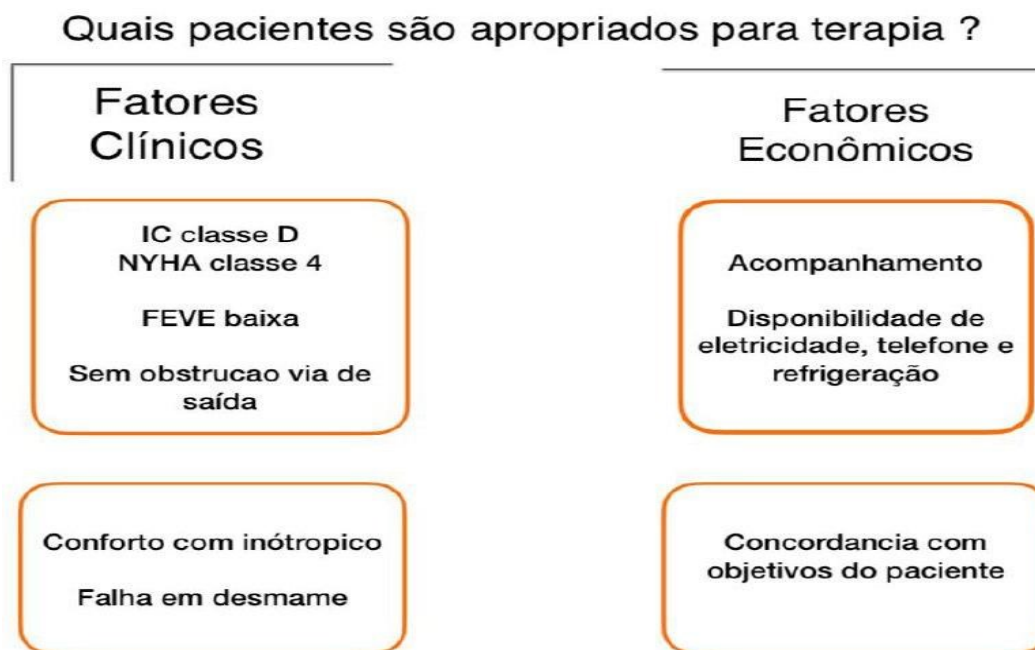 Quais pacientes são apropriados para terapia ?
Fatores
Clínicos
IC classe D
NYHA classe 4
FEVE baixa
Sem obstrucao via de
saída
Conforto com inótropico
Falha em desmame
Fatores
Econômicos
Acompanhamento
Disponibilidade de
eletricidade, telefone e
refrigeração
Concordancia com
objetivos do paciente